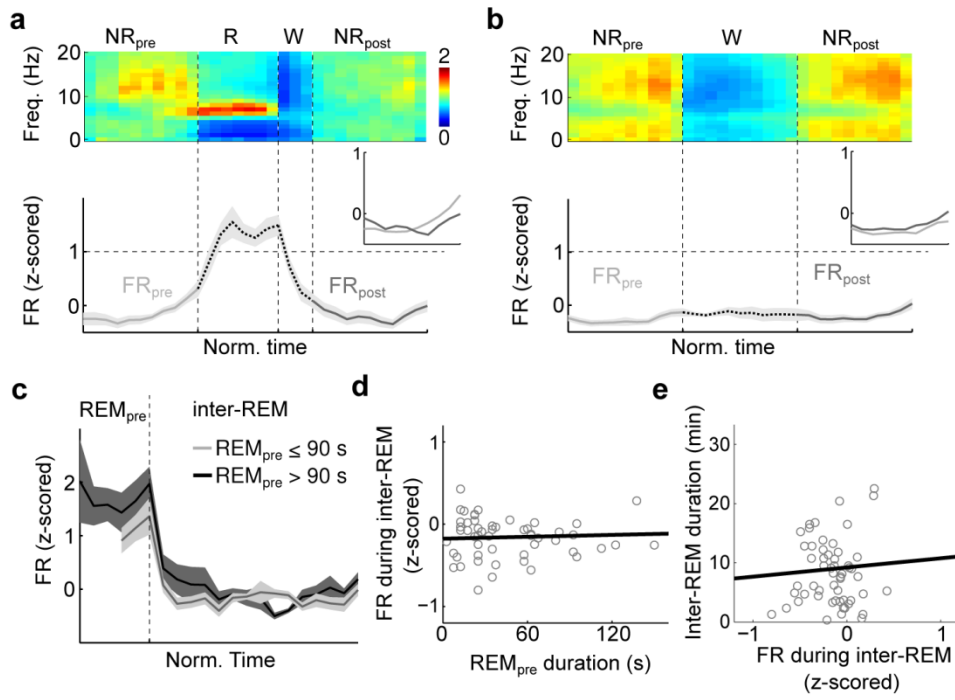 a
NRpre R W NRpost
Freq. (Hz)
20
10
0
2
0
1
0
FR (z-scored)
1
0
FRpre
FRpost
Norm. time
b
NRpre W NRpost
Freq. (Hz)
20
10
0
1
0
FR (z-scored)
1
0
FRpre
FRpost
Norm. time
c
REMpre inter-REM
REMpre ≤ 90 s
REMpre > 90 s
FR (z-scored)
2
1
0
Norm. Time
d
FR during inter-REM
(z-scored)
1
0
−1
0 60 120
REMpre duration (s)
e
Inter-REM duration (min)
30
20
10
0
−1 0 1
FR during inter-REM
(z-scored)